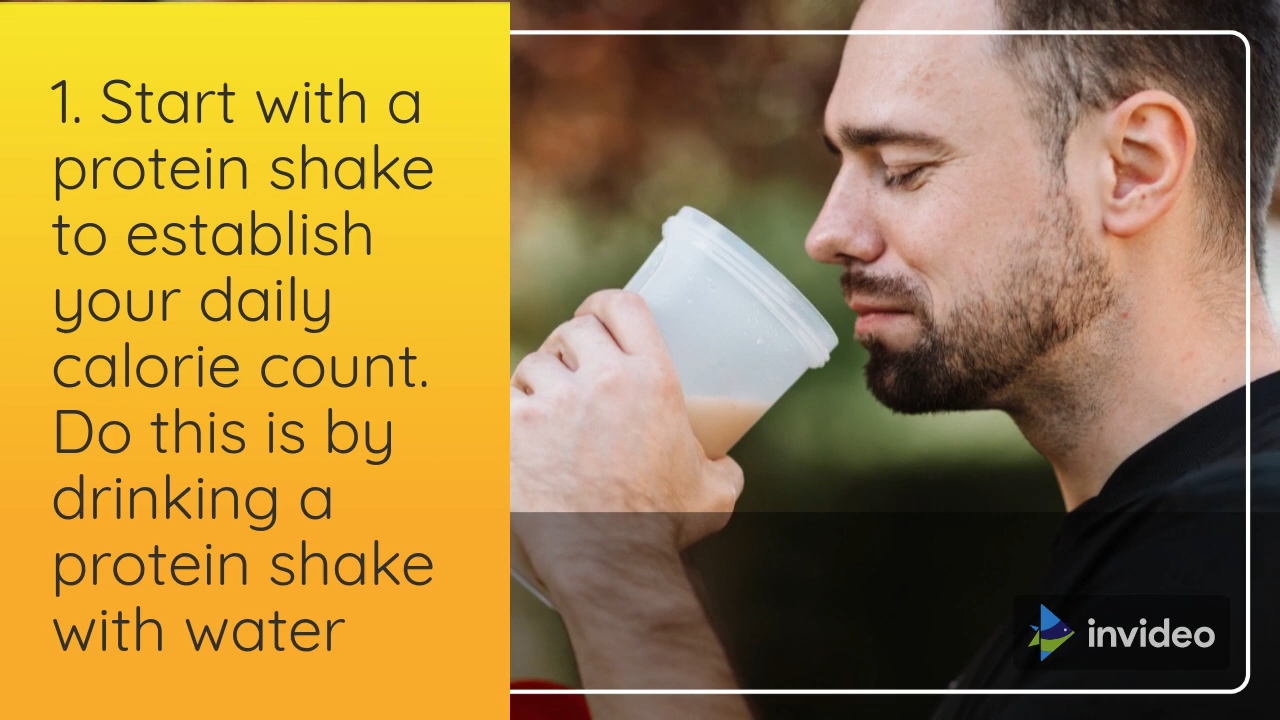 1. Start with a
protein shake
to establish
your daily
calorie count.
Do this is by
drinking a
protein shake
with water
invideo